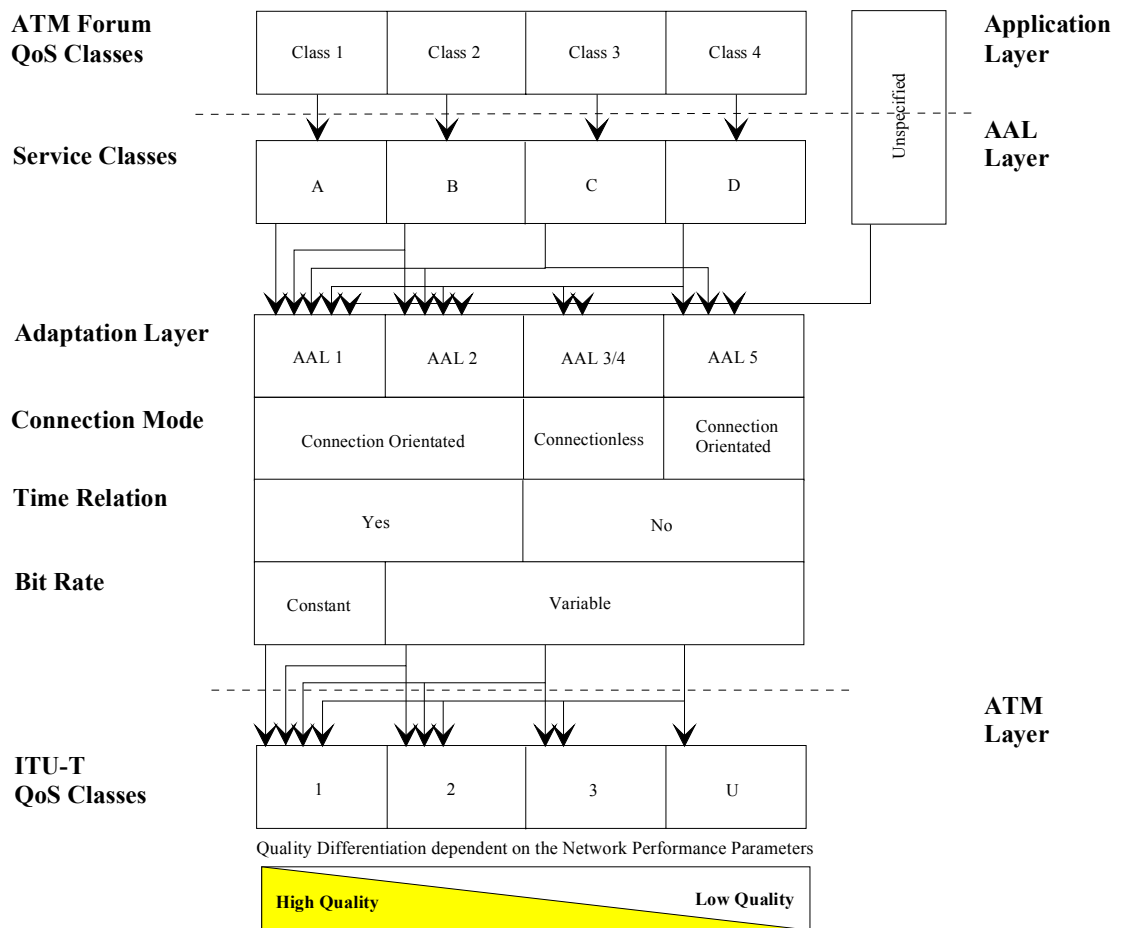 ATM Forum
QoS Classes
Class 1
Class 2
Class 3
Class 4
Unspecified
Application
Layer
AAL
Layer
Service Classes
A
B
C
D
Adaptation Layer
AAL 1
AAL 2
AAL 3/4
AAL 5
Connection Mode
Connection Orientated
Connectionless
Connection
Orientated
Time Relation
Yes
No
Bit Rate
Constant
Variable
ATM
Layer
ITU-T
QoS Classes
1
2
3
U
Quality Differentiation dependent on the Network Performance Parameters
High Quality
Low Quality